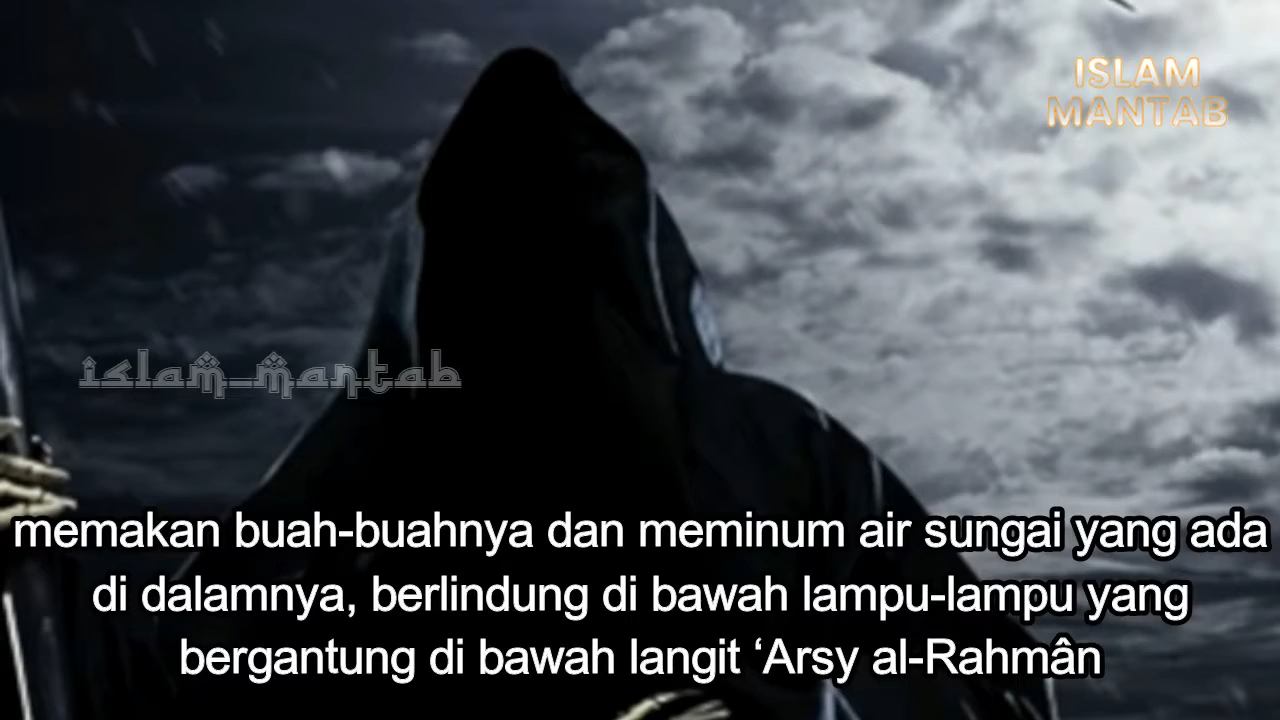 ISLAM
MANTAB
islam_mantab
memakan buah-buahnya dan meminum air sungai yang ada
di dalamnya, berlindung di bawah lampu-lampu yang
bergantung di bawah langit ‘Arsy al-Rahmân